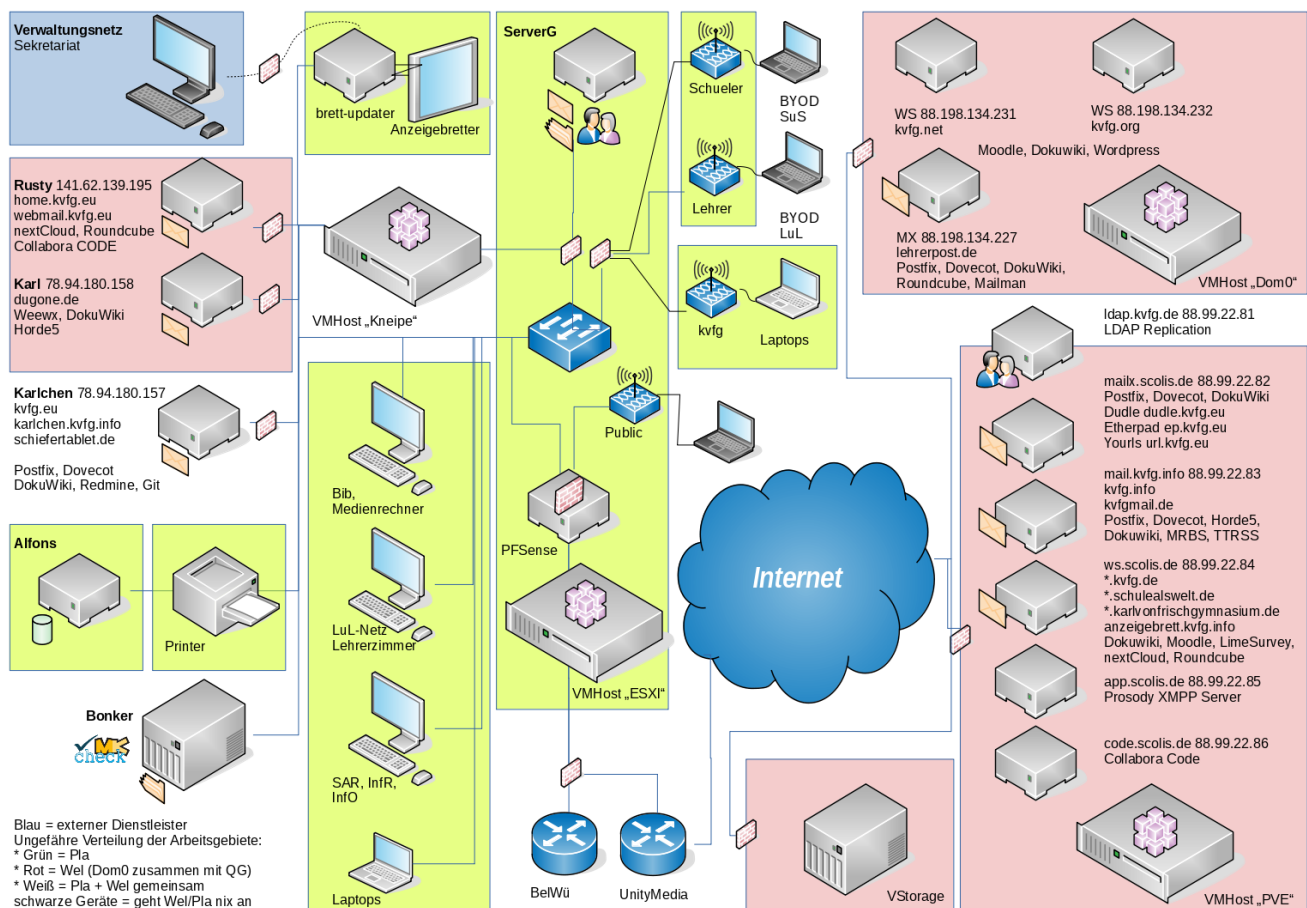 Verwaltungsnetz
Sekretariat
brett-updater
Anzeigebretter
ServerG
Schueler
BYOD
SuS
Lehrer
BYOD
LuL
WS 88.198.134.231
kvfg.net
WS 88.198.134.232
kvfg.org
Moodle, Dokuwiki, Wordpress
MX 88.198.134.227
lehrerpost.de
Postfix, Dovecot, DokuWiki,
Roundcube, Mailman
VMHost „Dom0“
Rusty 141.62.139.195
home.kvfg.eu
webmail.kvfg.eu
nextCloud, Roundcube
Collabora CODE
Karl 78.94.180.158
dugone.de
Weewx, DokuWiki
Horde5
VMHost „Kneipe“
kvfg
Laptops
Karlchen 78.94.180.157
kvfg.eu
karlchen.kvfg.info
schiefertablet.de
Postfix, Dovecot
DokuWiki, Redmine, Git
Public
Bib,
Medienrechner
PFSense
Internet
ldap.kvfg.de 88.99.22.81
LDAP Replication
mailx.scolis.de 88.99.22.82
Postfix, Dovecot, DokuWiki
Dudle dudle.kvfg.eu
Etherpad ep.kvfg.eu
Yourls url.kvfg.eu
mail.kvfg.info 88.99.22.83
kvfg.info
kvfgmail.de
Postfix, Dovecot, Horde5,
Dokuwiki, MRBS, TTRSS
ws.scolis.de 88.99.22.84
*.kvfg.de
*.schulealswelt.de
*.karlvonfrischgymnasium.de
anzeigebrett.kvfg.info
Dokuwiki, Moodle, LimeSurvey,
nextCloud, Roundcube
app.scolis.de 88.99.22.85
Prosody XMPP Server
code.scolis.de 88.99.22.86
Collabora Code
VMHost „PVE“
Alfons
Printer
LuL-Netz
Lehrerzimmer
VMHost „ESXI“
Bonker
MK
check
SAR, InfR,
InfO
Laptops
BelWü
UnityMedia
VStorage
Blau = externer Dienstleister
Ungefähre Verteilung der Arbeitsgebiete:
* Grün = Pla
* Rot = Wel (Dom0 zusammen mit QG)
* Weiß = Pla + Wel gemeinsam
schwarze Geräte = geht Wel/Pla nix an